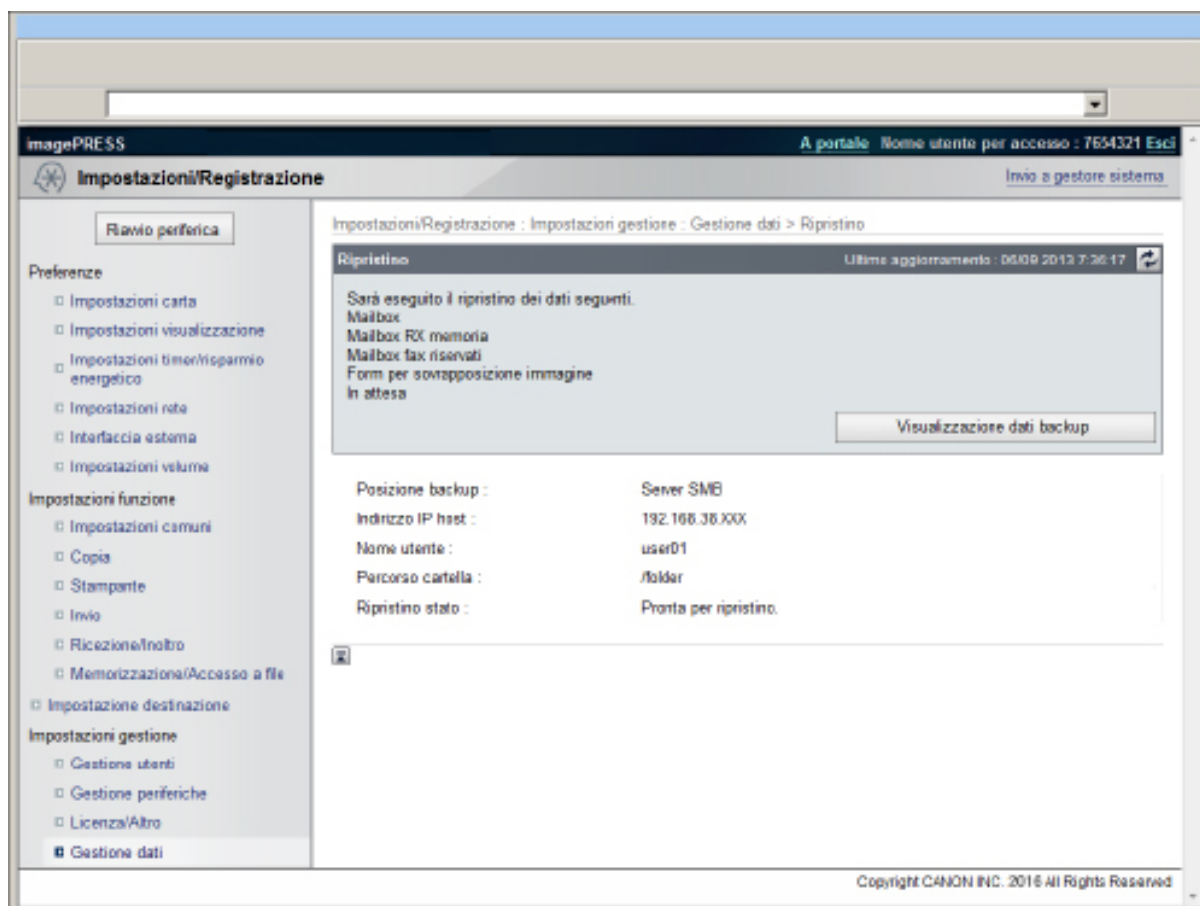 imagePRESS
A portale Nome utente per accesso : 7654321 Esci
Impostazioni/Registrazione
Invio a gestore sistema
Riavvio periferica
Preferenze
Impostazioni carta
Impostazioni visualizzazione
Impostazioni timer/risparmio
energetico
Impostazioni rete
Interfaccia esterna
Impostazioni volume
Impostazioni funzione
Impostazioni comuni
Copia
Stampante
Invio
Ricezione/Inoltro
Memorizzazione/Accesso a file
Impostazione destinazione
Impostazioni gestione
Gestione utenti
Gestione periferiche
Licenza/Altro
Gestione dati
Impostazioni/Registrazione : Impostazioni gestione : Gestione dati > Ripristino
Ripristino
Ultimo aggiornamento : 06/09 2013 7:36:17
Sarà eseguito il ripristino dei dati seguenti.
Mailbox
Mailbox RX memoria
Mailbox fax riservati
Form per sovrapposizione immagine
In attesa
Visualizzazione dati backup
Posizione backup : Server SMB
Indirizzo IP host : 192.168.38.XXX
Nome utente : user01
Percorso cartella : /folder
Ripristino stato : Pronta per ripristino.
Copyright CANON INC. 2016 All Rights Reserved